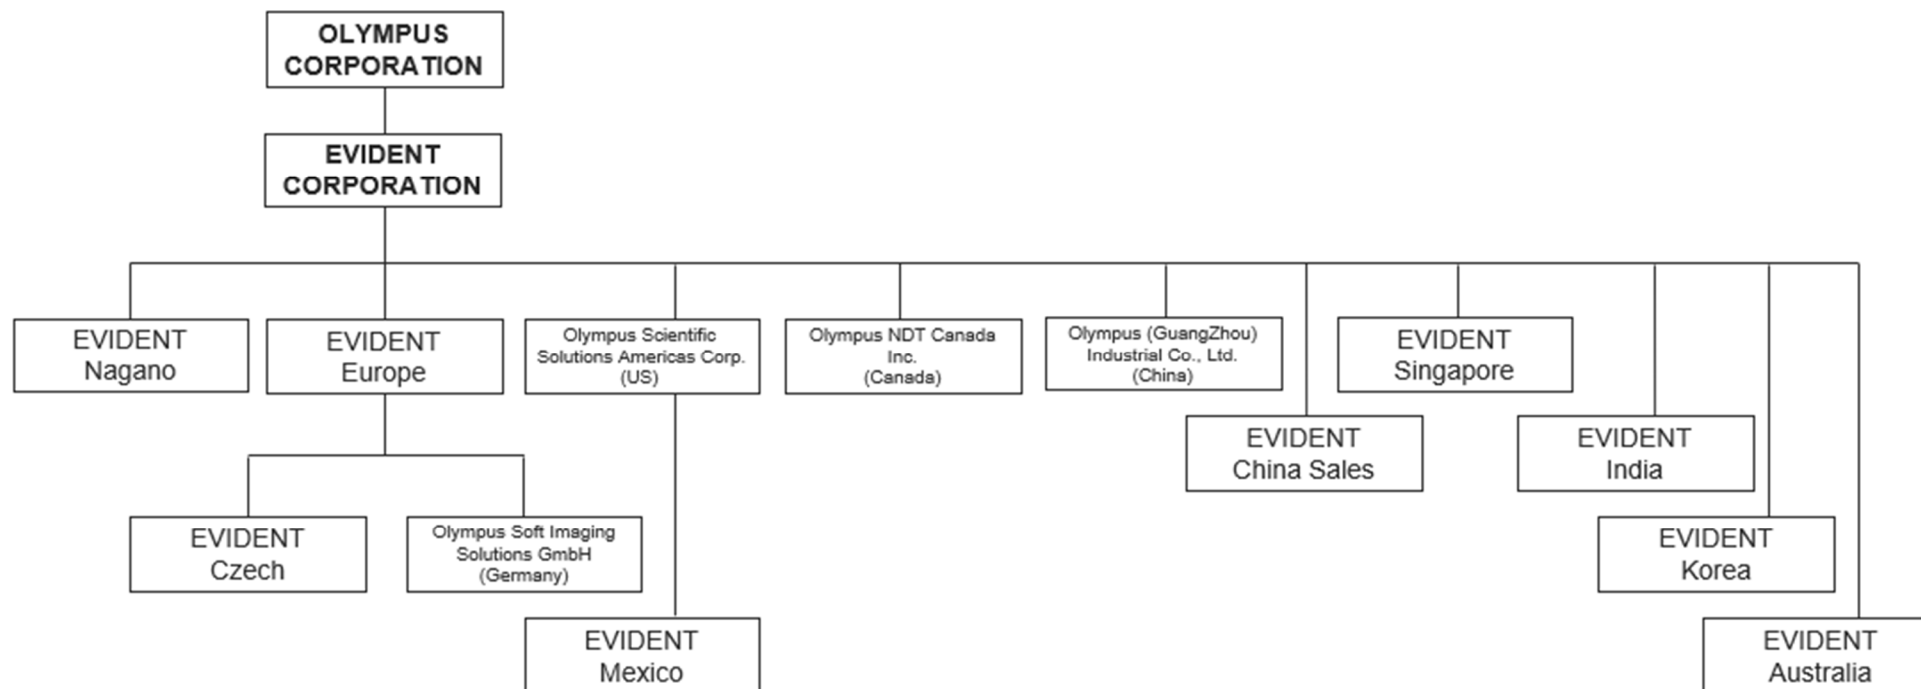 OLYMPUS
CORPORATION
EVIDENT
CORPORATION
EVIDENT
Nagano
EVIDENT
Europe
Olympus Scientific
Solutions Americas Corp.
(US)
Olympus NDT Canada
Inc.
(Canada)
Olympus (GuangZhou)
Industrial Co., Ltd.
(China)
EVIDENT
Singapore
EVIDENT
China Sales
EVIDENT
India
EVIDENT
Czech
Olympus Soft Imaging
Solutions GmbH
(Germany)
EVIDENT
Korea
EVIDENT
Mexico
EVIDENT
Australia